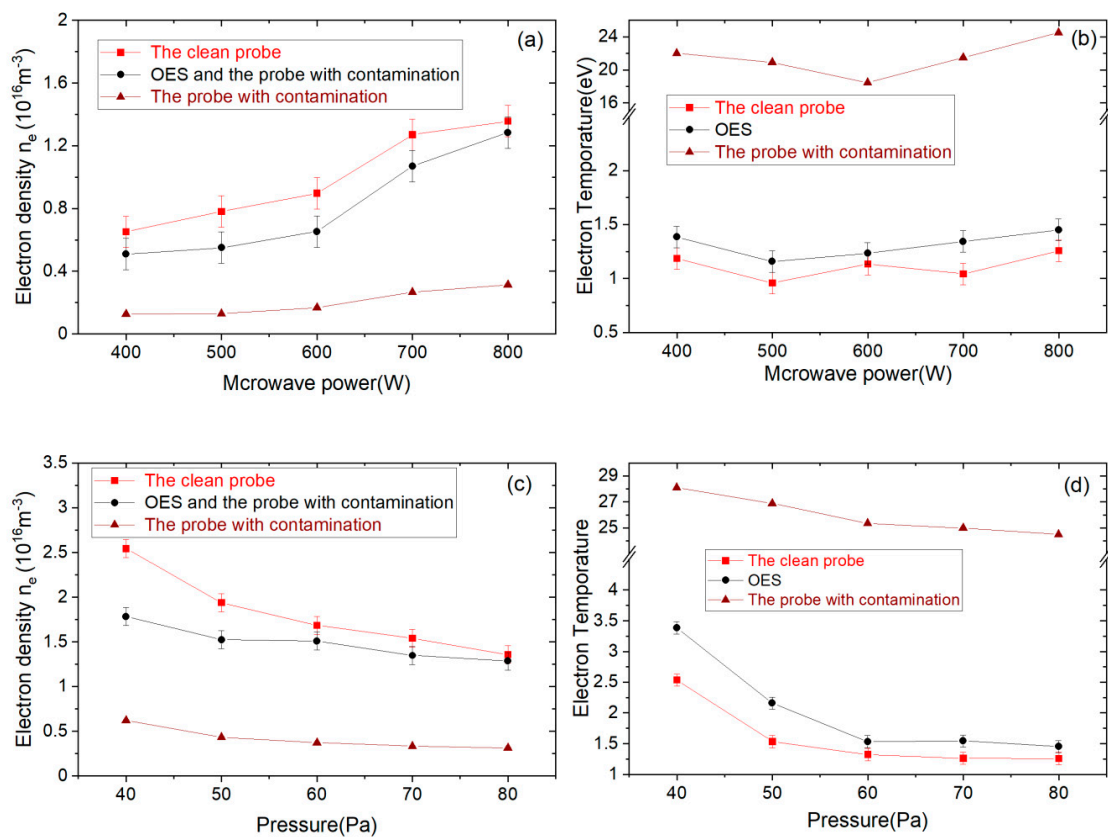 (a)
The clean probe
OES and the probe with contamination
The probe with contamination
Electron density nₑ (10¹⁶m⁻³)
2
1.6
1.2
0.8
0.4
0
400 500 600 700 800
Mcrowave power(W)
(b)
The clean probe
OES
The probe with contamination
Electron Temperature(eV)
24
22
20
18
16
2
1.5
1
0.5
400 500 600 700 800
Mcrowave power(W)
(c)
The clean probe
OES and the probe with contamination
The probe with contamination
Electron density nₑ (10¹⁶m⁻³)
3.5
3
2.5
2
1.5
1
0.5
0
40 50 60 70 80
Pressure(Pa)
(d)
The clean probe
OES
The probe with contamination
Electron Temporature
29
27
25
4
3.5
3
2.5
2
1.5
1
40 50 60 70 80
Pressure(Pa)